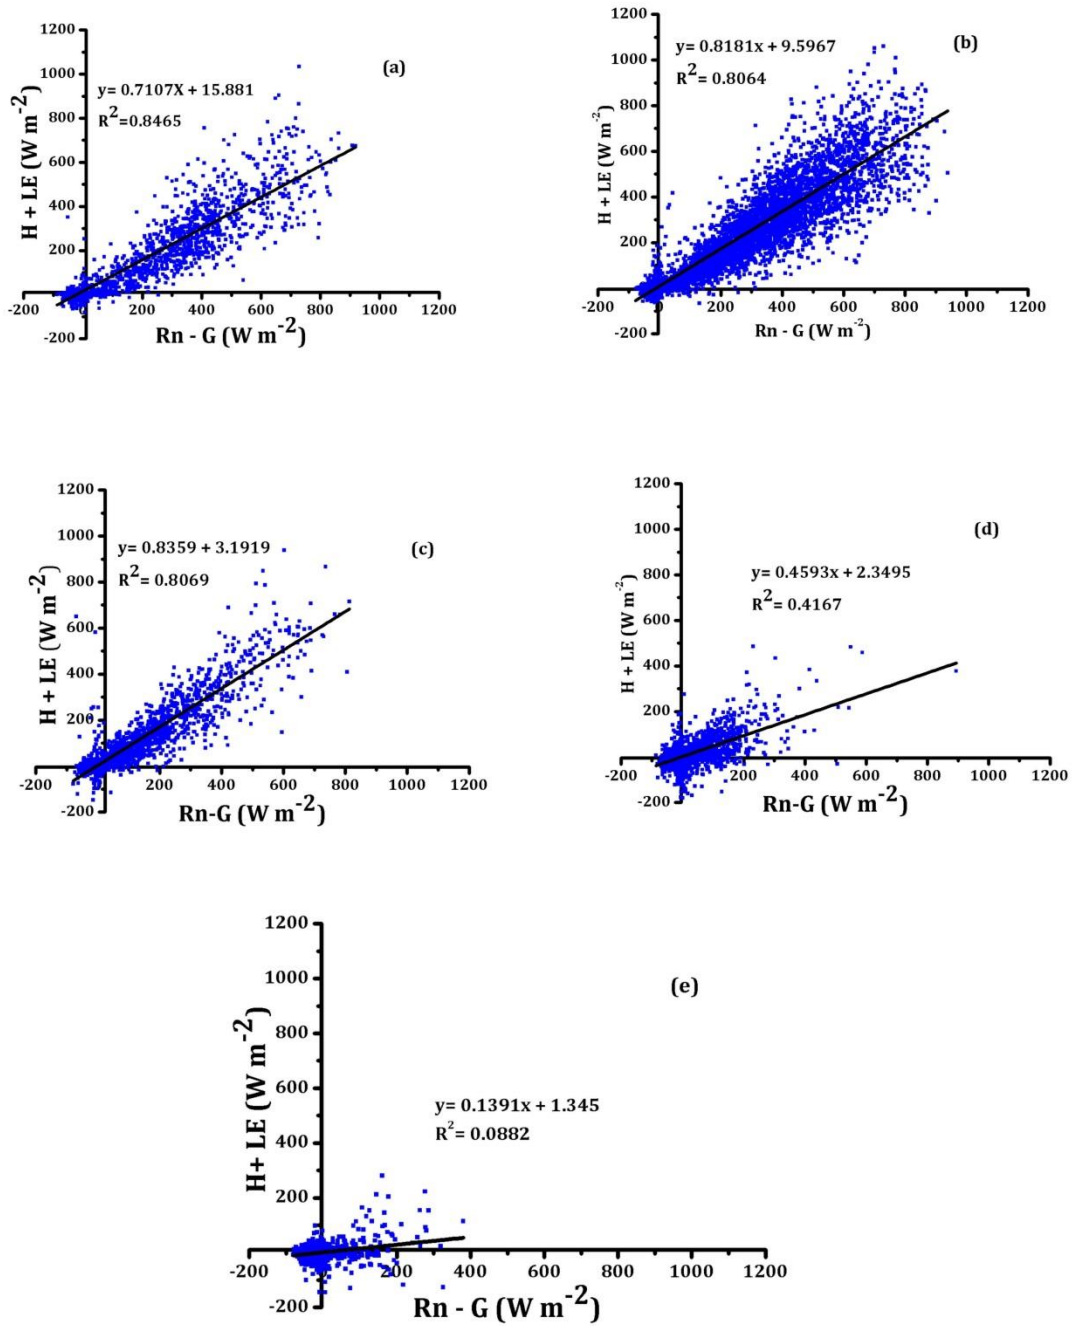 (a)
y= 0.7107X + 15.881
R²=0.8465
H + LE (W m⁻²)
1200
1000
800
600
400
200
-200
-200 0 200 400 600 800 1000 1200
Rn - G (W m⁻²)
(b)
y= 0.8181x + 9.5967
R²= 0.8064
H + LE (W m⁻²)
1200
1000
800
600
400
200
-200
-200 0 200 400 600 800 1000 1200
Rn - G (W m⁻²)
(c)
y= 0.8359 + 3.1919
R²= 0.8069
H + LE (W m⁻²)
1200
1000
800
600
400
200
-200
-200 0 200 400 600 800 1000 1200
Rn-G (W m⁻²)
(d)
y= 0.4593x + 2.3495
R²= 0.4167
H + LE (W m⁻²)
1200
1000
800
600
400
200
-200
-200 0 200 400 600 800 1000 1200
Rn-G (W m⁻²)
(e)
y= 0.1391x + 1.345
R²= 0.0882
H+ LE (W m⁻²)
1200
1000
800
600
400
200
-200
-200 0 200 400 600 800 1000 1200
Rn - G (W m⁻²)